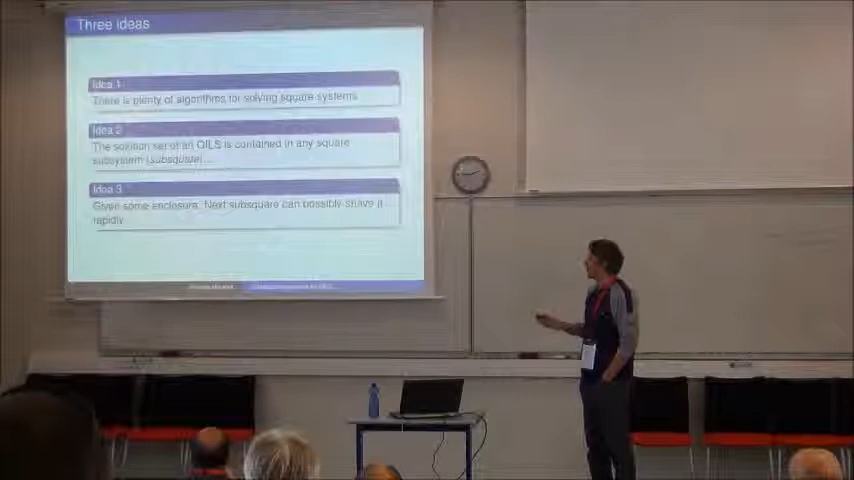 Three ideas
Idea 1
There is plenty of algorithms for solving square systems.
Idea 2
The solution set of an OILS is contained in any square
subsystem (subsquare)...
Idea 3
Given some enclosure. Next subsquare can possibly shave it
rapidly.